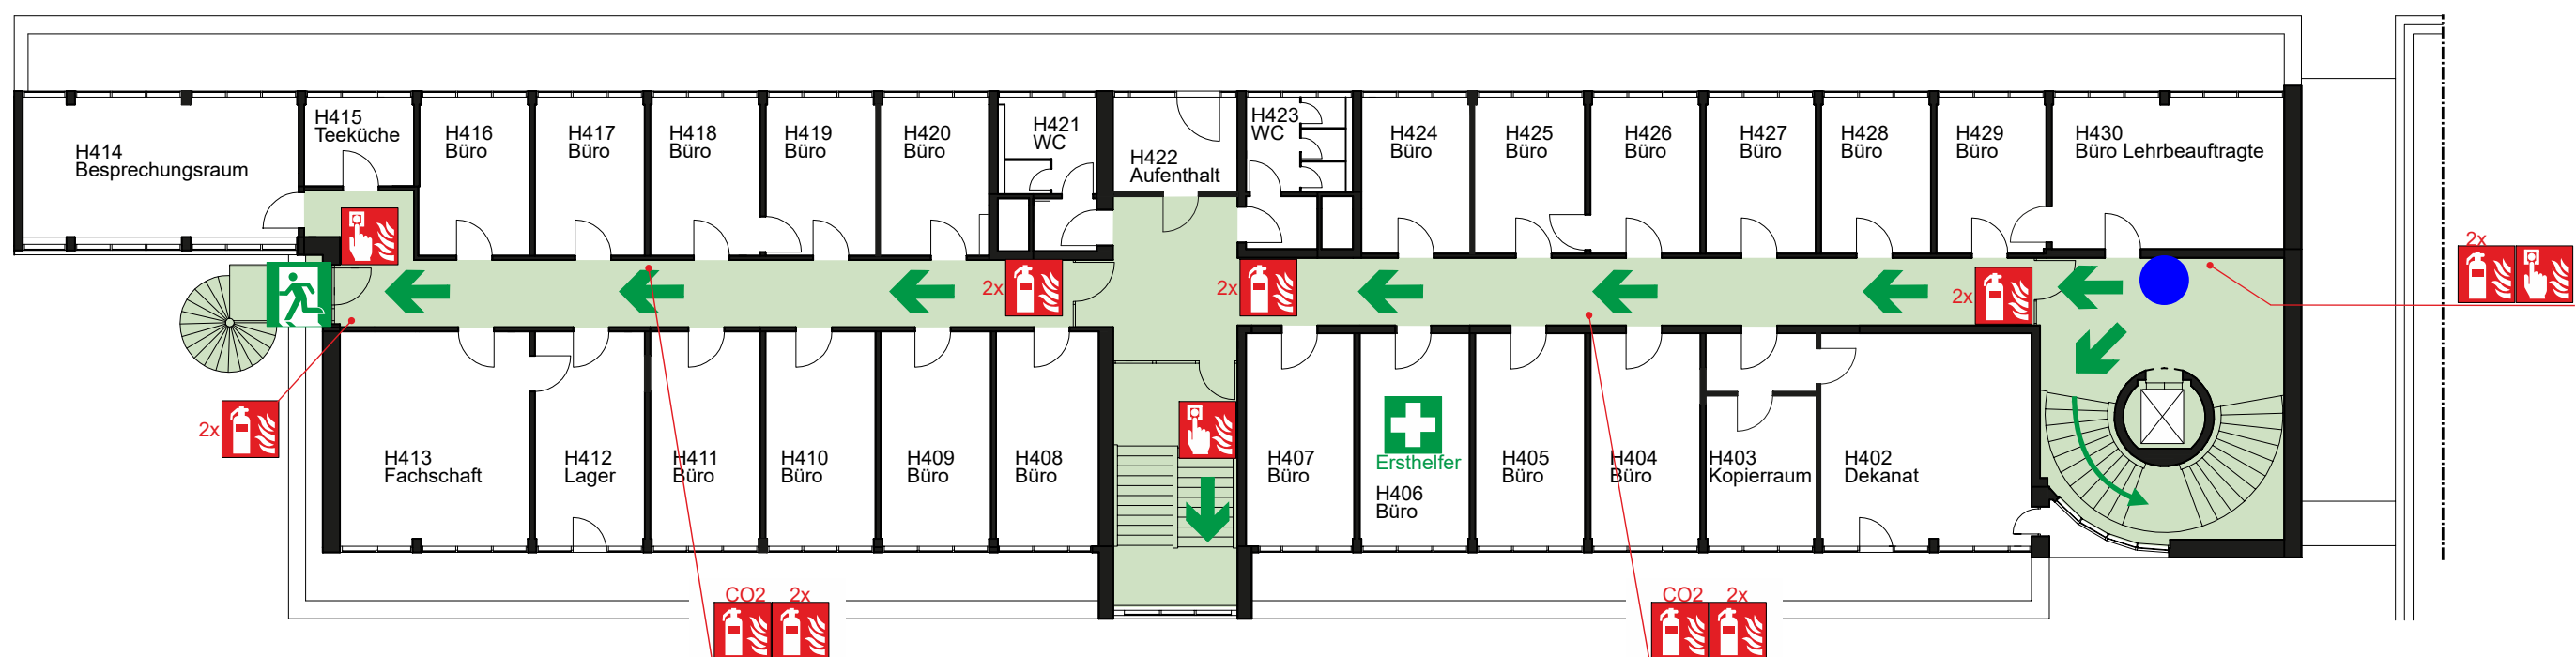 H414
Besprechungsraum
H415
Teeküche
H416
Büro
H417
Büro
H418
Büro
H419
Büro
H420
Büro
H421
WC
H422
Aufenthalt
H423
WC
H424
Büro
H425
Büro
H426
Büro
H427
Büro
H428
Büro
H429
Büro
H430
Büro Lehrbeauftragte
2x
2x
2x
2x
2x
H413
Fachschaft
H412
Lager
H411
Büro
H410
Büro
H409
Büro
H408
Büro
H407
Büro
Ersthelfer
H406
Büro
H405
Büro
H404
Büro
H403
Kopierraum
H402
Dekanat
CO2 2x
CO2 2x